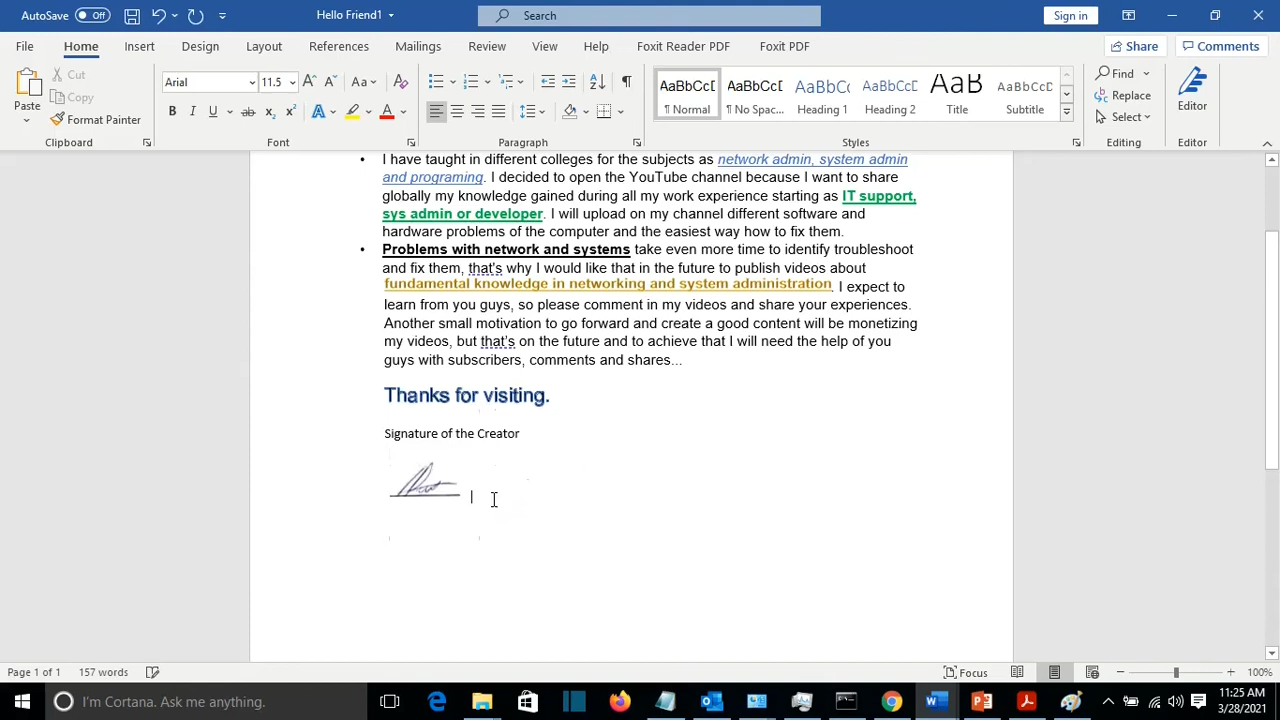 AutoSave Off
Hello Friend1
Search
Sign in
File Home Insert Design Layout References Mailings Review View Help Foxit Reader PDF Foxit PDF
Share Comments
Paste
Cut
Copy
Format Painter
Clipboard
Arial 11.5
Font
Paragraph
AaBbCcD AaBbCcD AaBbCc AaBbCcD AaB AaBbCcD
¶ Normal ¶ No Spac... Heading 1 Heading 2 Title Subtitle
Styles
Find
Replace
Select
Editing
Editor
Editor
• I have taught in different colleges for the subjects as network admin, system admin
and programing. I decided to open the YouTube channel because I want to share
globally my knowledge gained during all my work experience starting as IT support,
sys admin or developer. I will upload on my channel different software and
hardware problems of the computer and the easiest way how to fix them.
• Problems with network and systems take even more time to identify troubleshoot
and fix them, that's why I would like that in the future to publish videos about
fundamental knowledge in networking and system administration. I expect to
learn from you guys, so please comment in my videos and share your experiences.
Another small motivation to go forward and create a good content will be monetizing
my videos, but that's on the future and to achieve that I will need the help of you
guys with subscribers, comments and shares...
Thanks for visiting.
Signature of the Creator
Page 1 of 1 157 words
Focus
100%
I'm Cortana. Ask me anything.
11:25 AM
3/28/2021